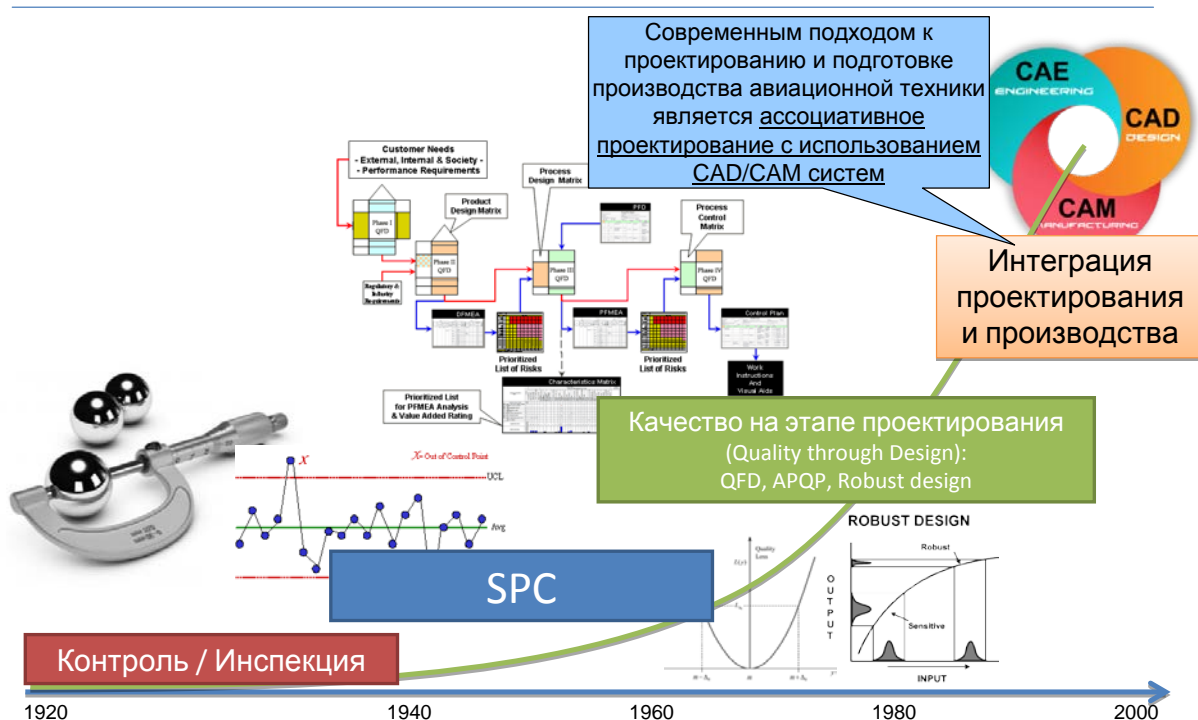 Современным подходом к
проектированию и подготовке
производства авиационной техники
является ассоциативное
проектирование с использованием
CAD/CAM систем
CAE
ENGINEERING
CAD
DESIGN
CAM
MANUFACTURING
Customer Needs
- External, Internal & Society -
- Performance Requirements
Process
Design Matrix
Product
Design Matrix
PFD
Process
Control
Matrix
Phase I
QFD
Phase II
QFD
Phase III
QFD
Phase IV
QFD
Regulatory &
Industry
Requirements
DFMEA
PFMEA
Control Plan
Prioritized
List of Risks
Prioritized
List of Risks
Work
Instructions
And
Visual Aids
Characteristics Matrix
Prioritized List
for PFMEA Analysis
& Value Added Rating
Интеграция
проектирования
и производства
Качество на этапе проектирования
(Quality through Design):
QFD, APQP, Robust design
X
X= Out of Control Point
UCL
Avg
SPC
Контроль / Инспекция
Quality
Loss
L(y)
m
ROBUST DESIGN
Robust
Sensitive
OUTPUT
INPUT
1920
1940
1960
1980
2000